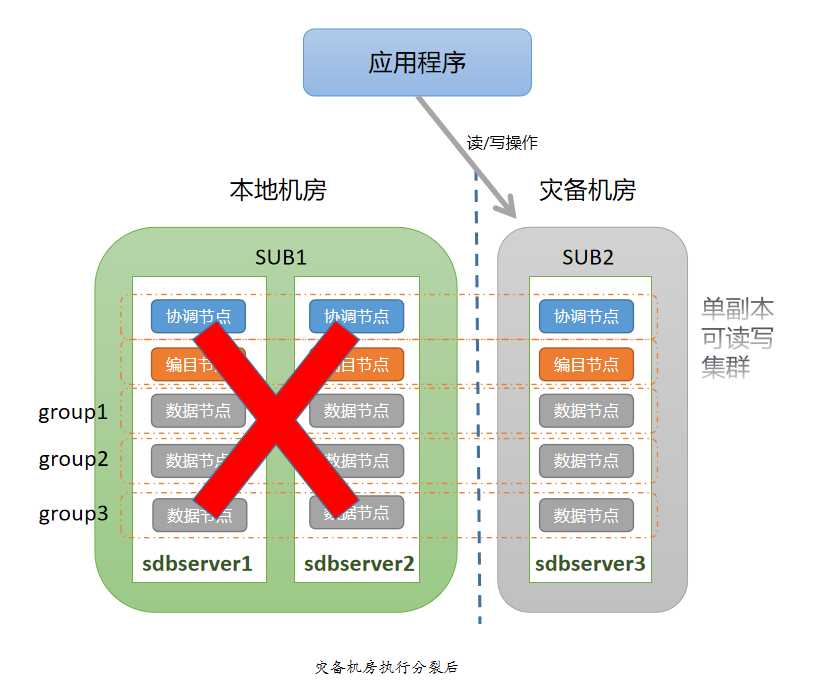 应用程序
读/写操作
本地机房
灾备机房
SUB1
SUB2
协调节点
协调节点
协调节点
单副本
可读写
集群
编目节点
编目节点
编目节点
group1
数据节点
数据节点
数据节点
group2
数据节点
数据节点
数据节点
group3
数据节点
数据节点
数据节点
sdbserver1
sdbserver2
sdbserver3
灾备机房执行分裂后